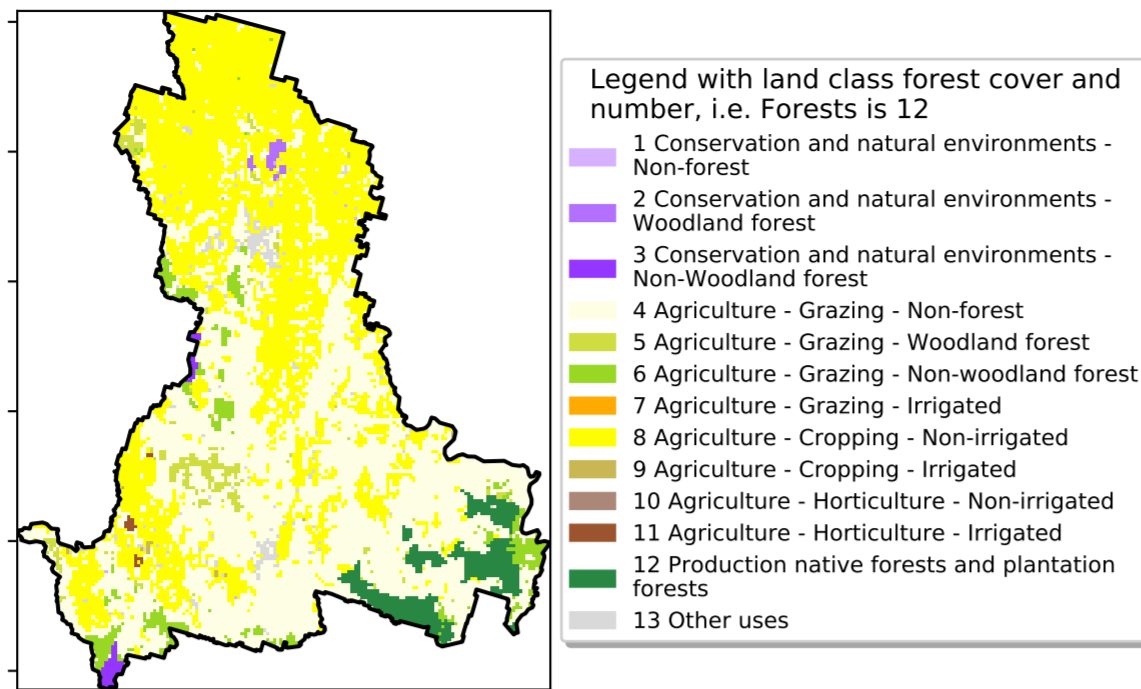 Legend with land class forest cover and
number, i.e. Forests is 12
1 Conservation and natural environments -
Non-forest
2 Conservation and natural environments -
Woodland forest
3 Conservation and natural environments -
Non-Woodland forest
4 Agriculture - Grazing - Non-forest
5 Agriculture - Grazing - Woodland forest
6 Agriculture - Grazing - Non-woodland forest
7 Agriculture - Grazing - Irrigated
8 Agriculture - Cropping - Non-irrigated
9 Agriculture - Cropping - Irrigated
10 Agriculture - Horticulture - Non-irrigated
11 Agriculture - Horticulture - Irrigated
12 Production native forests and plantation
forests
13 Other uses